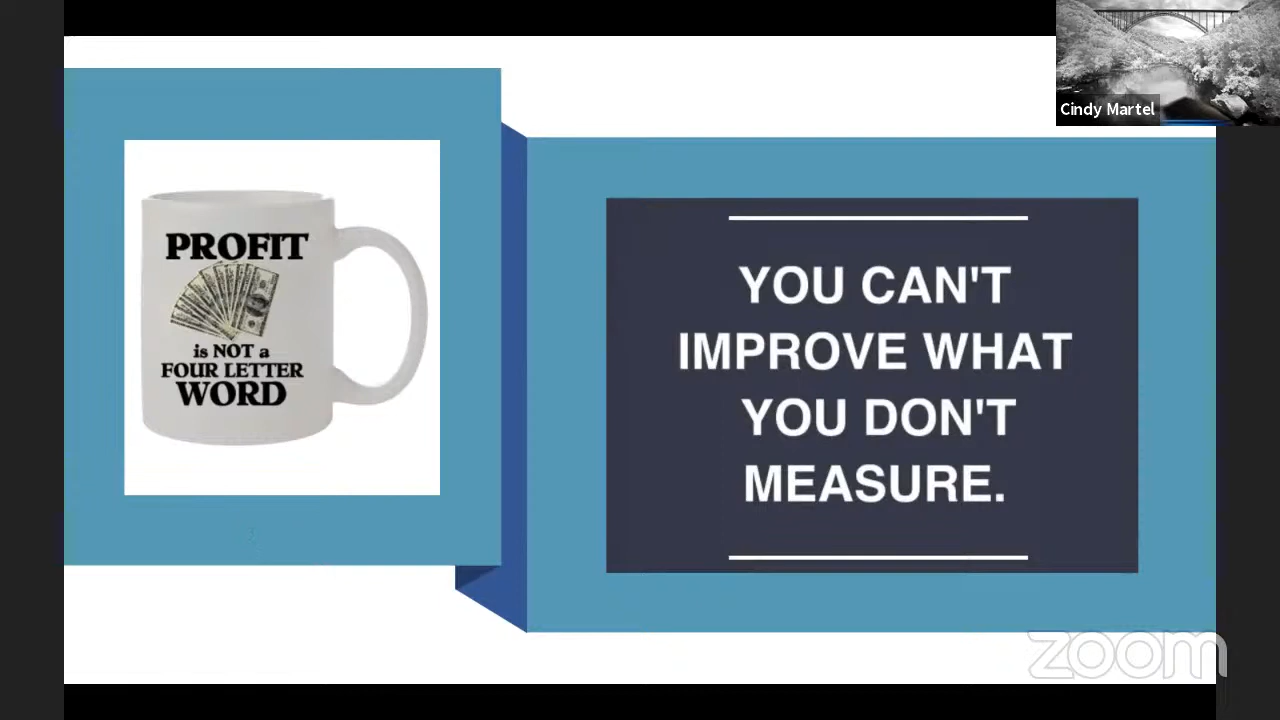 Cindy Martel
PROFIT
is NOT a
FOUR LETTER
WORD
YOU CAN'T
IMPROVE WHAT
YOU DON'T
MEASURE.
zoom